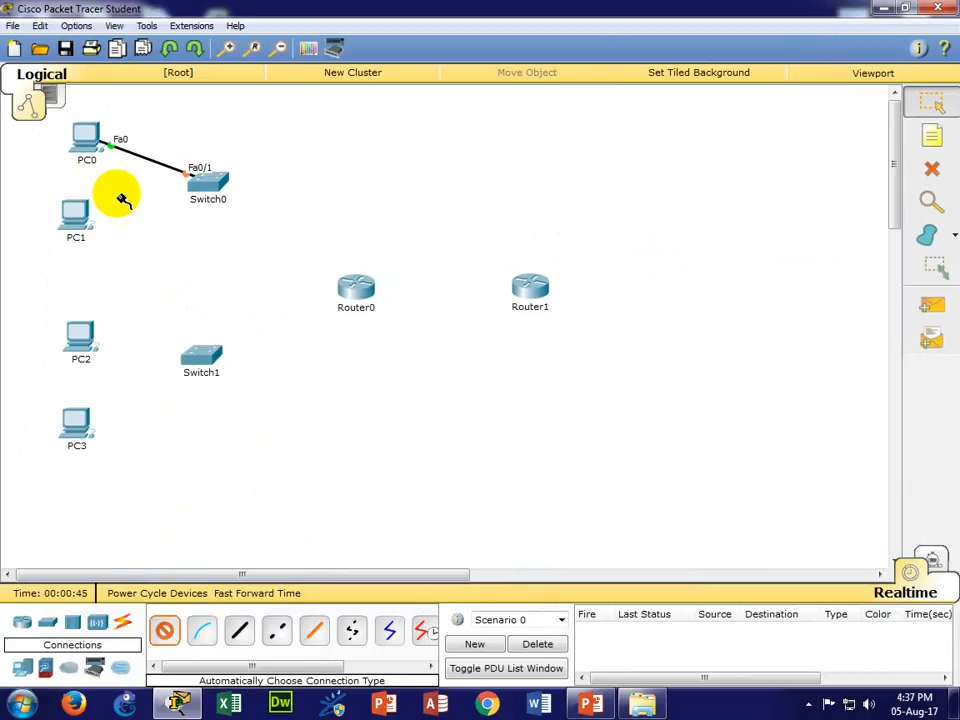 Cisco Packet Tracer Student
File Edit Options View Tools Extensions Help
Logical [Root] New Cluster Move Object Set Tiled Background Viewport
Fa0
PC0
Fa0/1
Switch0
PC1
Router0
Router1
PC2
Switch1
PC3
Realtime
Time: 00:00:45 Power Cycle Devices Fast Forward Time
Connections
Automatically Choose Connection Type
Scenario 0
New Delete
Toggle PDU List Window
Fire Last Status Source Destination Type Color Time(sec)
Dw
4:37 PM
05-Aug-17